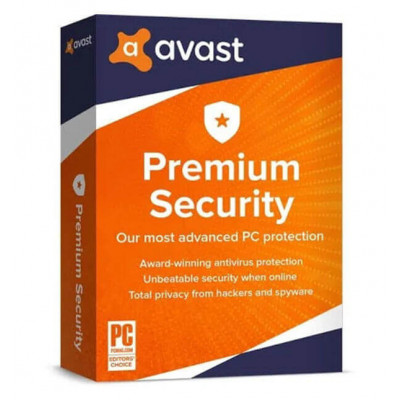 avast
Premium
Security
Our most advanced PC protection
Award-winning antivirus protection
Unbeatable security when online
Total privacy from hackers and spyware
PC
EDITORS'
CHOICE
Premium Security
avast